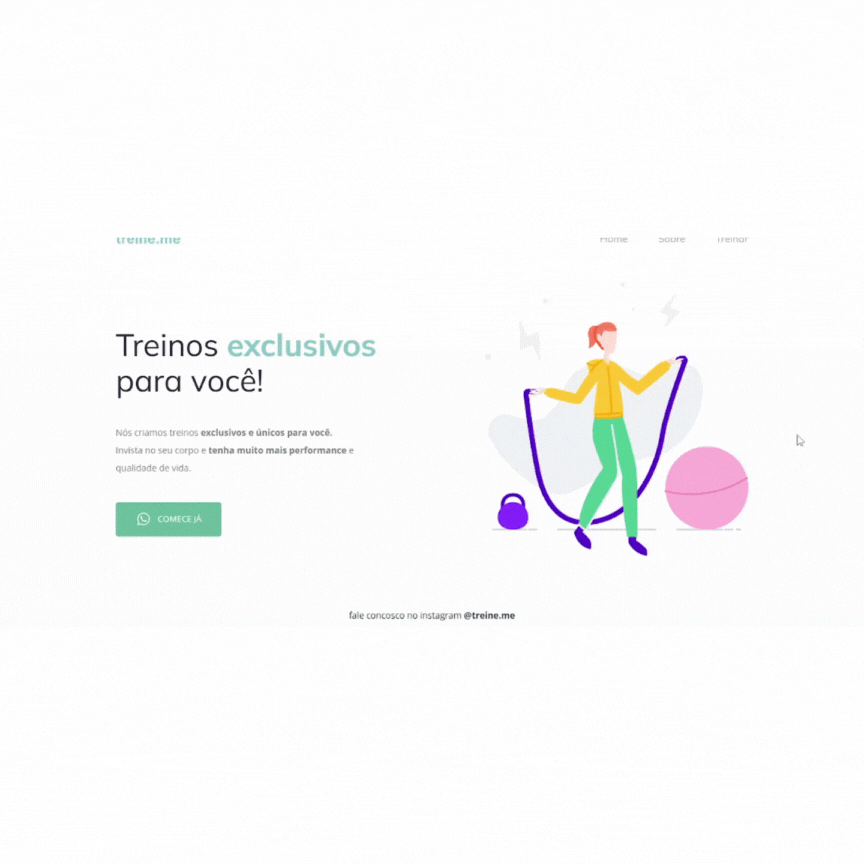 treine.me
Home Sobre Treinar
Treinos exclusivos
para você!
Nós criamos treinos exclusivos e únicos para você.
Invista no seu corpo e tenha muito mais performance e
qualidade de vida.
COMECE JÁ
fale concosco no instagram @treine.me